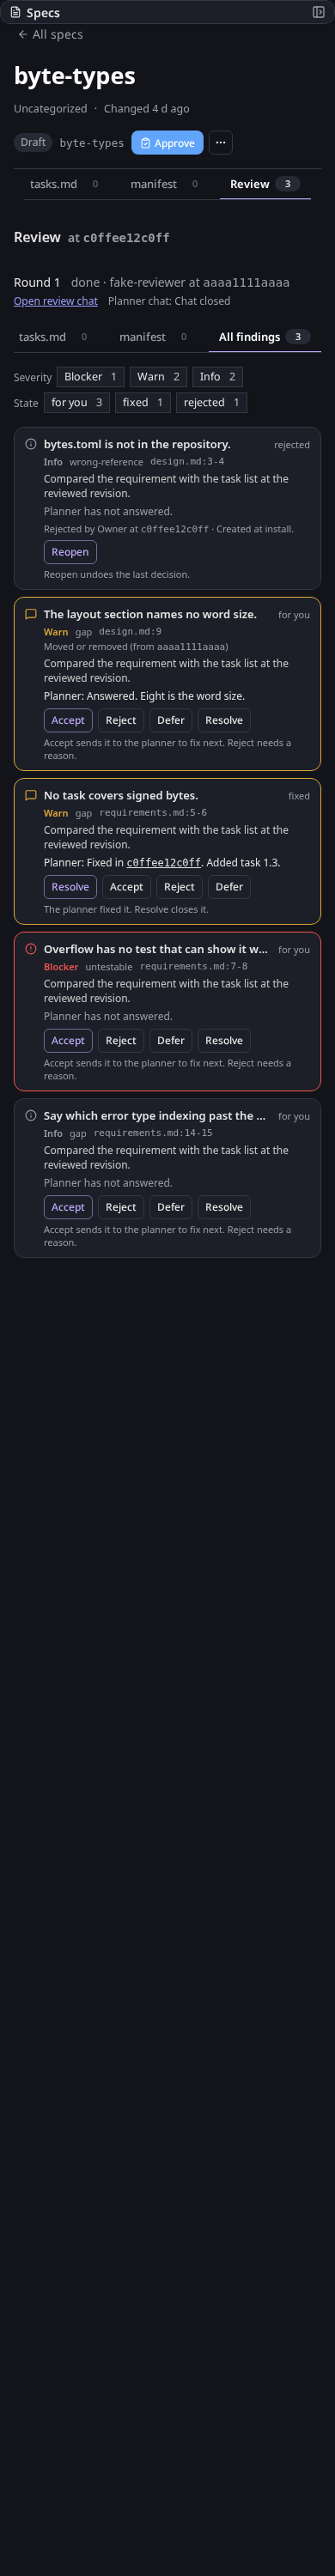 Specs
All specs
byte-types
Uncategorized · Changed 4 d ago
Draft byte-types Approve
tasks.md 0 manifest 0 Review 3
Review at c0ffee12c0ff
Round 1 done · fake-reviewer at aaaa1111aaaa
Open review chat Planner chat: Chat closed
tasks.md 0 manifest 0 All findings 3
Severity Blocker 1 Warn 2 Info 2
State for you 3 fixed 1 rejected 1
bytes.toml is not in the repository. rejected
Info wrong-reference design.md:3-4
Compared the requirement with the task list at the
reviewed revision.
Planner has not answered.
Rejected by Owner at c0ffee12c0ff · Created at install.
Reopen
Reopen undoes the last decision.
The layout section names no word size. for you
Warn gap design.md:9
Moved or removed (from aaaa1111aaaa)
Compared the requirement with the task list at the
reviewed revision.
Planner: Answered. Eight is the word size.
Accept Reject Defer Resolve
Accept sends it to the planner to fix next. Reject needs a
reason.
No task covers signed bytes. fixed
Warn gap requirements.md:5-6
Compared the requirement with the task list at the
reviewed revision.
Planner: Fixed in c0ffee12c0ff. Added task 1.3.
Resolve Accept Reject Defer
The planner fixed it. Resolve closes it.
Overflow has no test that can show it w... for you
Blocker untestable requirements.md:7-8
Compared the requirement with the task list at the
reviewed revision.
Planner has not answered.
Accept Reject Defer Resolve
Accept sends it to the planner to fix next. Reject needs a
reason.
Say which error type indexing past the ... for you
Info gap requirements.md:14-15
Compared the requirement with the task list at the
reviewed revision.
Planner has not answered.
Accept Reject Defer Resolve
Accept sends it to the planner to fix next. Reject needs a
reason.